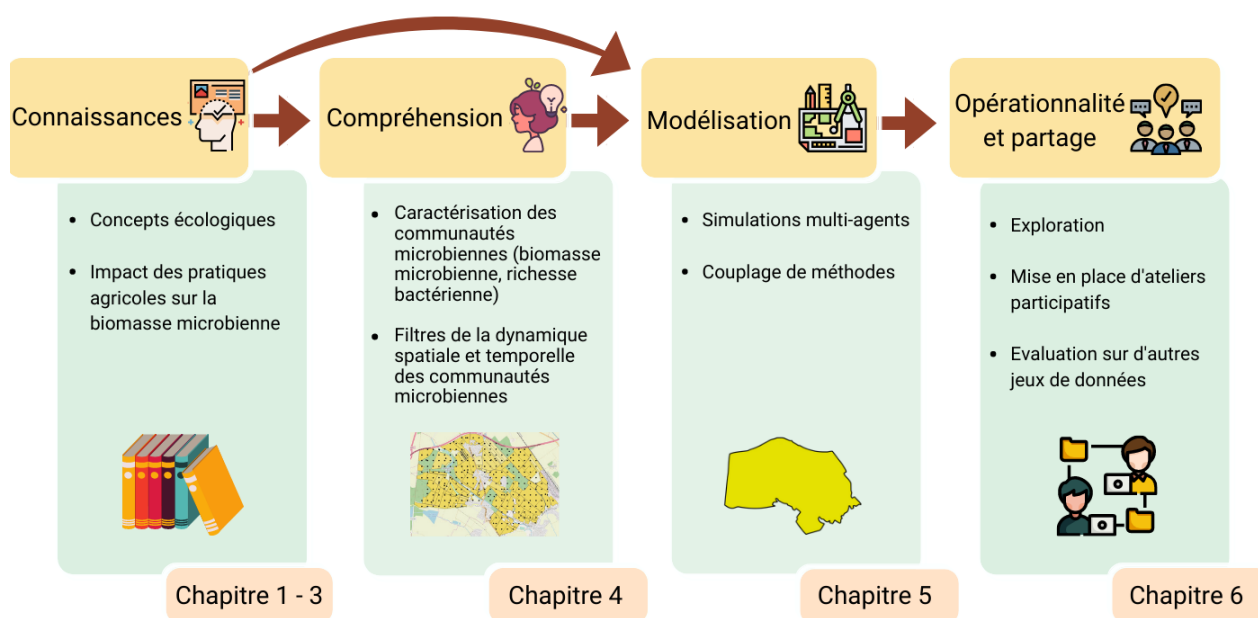 Connaissances
Compréhension
Modélisation
Opérationnalité
et partage
• Concepts écologiques
• Impact des pratiques
agricoles sur la
biomasse microbienne
• Caractérisation des
communautés
microbiennes (biomasse
microbienne, richesse
bactérienne)
• Filtres de la dynamique
spatiale et temporelle
des communautés
microbiennes
• Simulations multi-agents
• Couplage de méthodes
• Exploration
• Mise en place d'ateliers
participatifs
• Evaluation sur d'autres
jeux de données
Chapitre 1 - 3
Chapitre 4
Chapitre 5
Chapitre 6